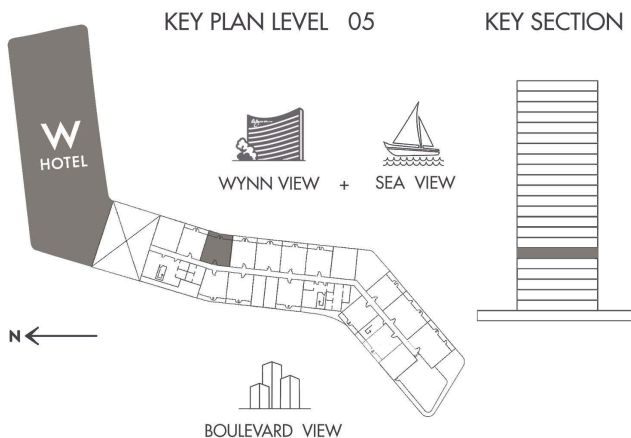 KEY PLAN LEVEL 05
KEY SECTION
W
HOTEL
WYNN VIEW + SEA VIEW
N
BOULEVARD VIEW